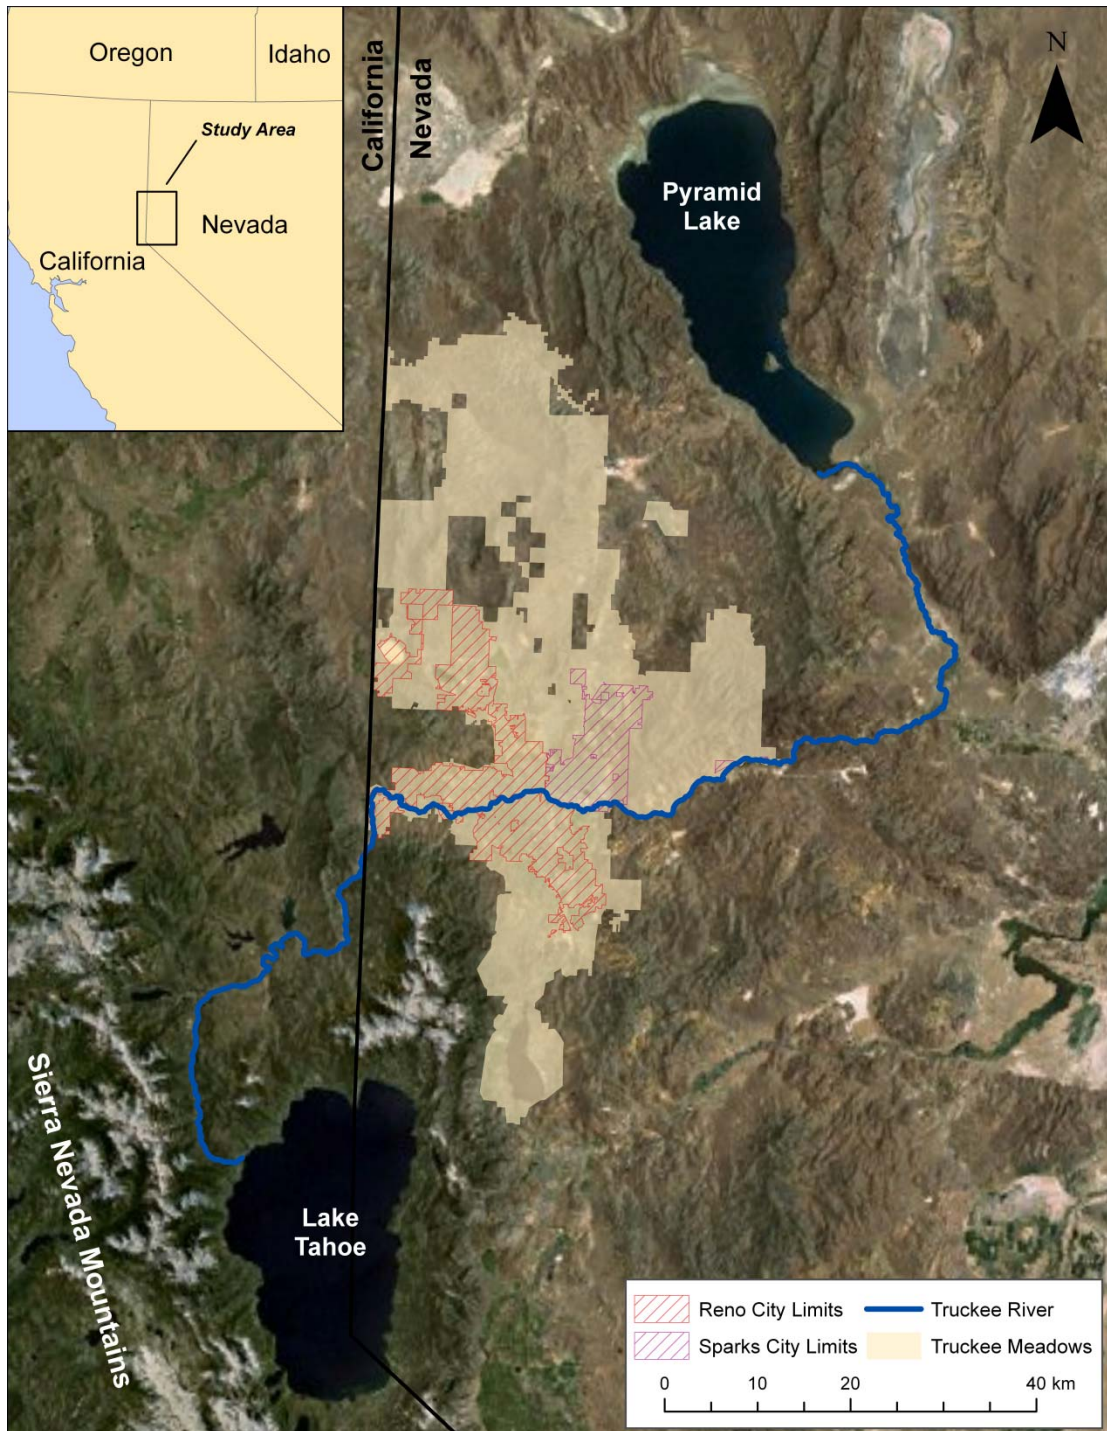 Oregon
Idaho
Study Area
Nevada
California
California
Nevada
N
Pyramid
Lake
Sierra Nevada Mountains
Lake
Tahoe
Reno City Limits
Truckee River
Sparks City Limits
Truckee Meadows
0 10 20 40 km